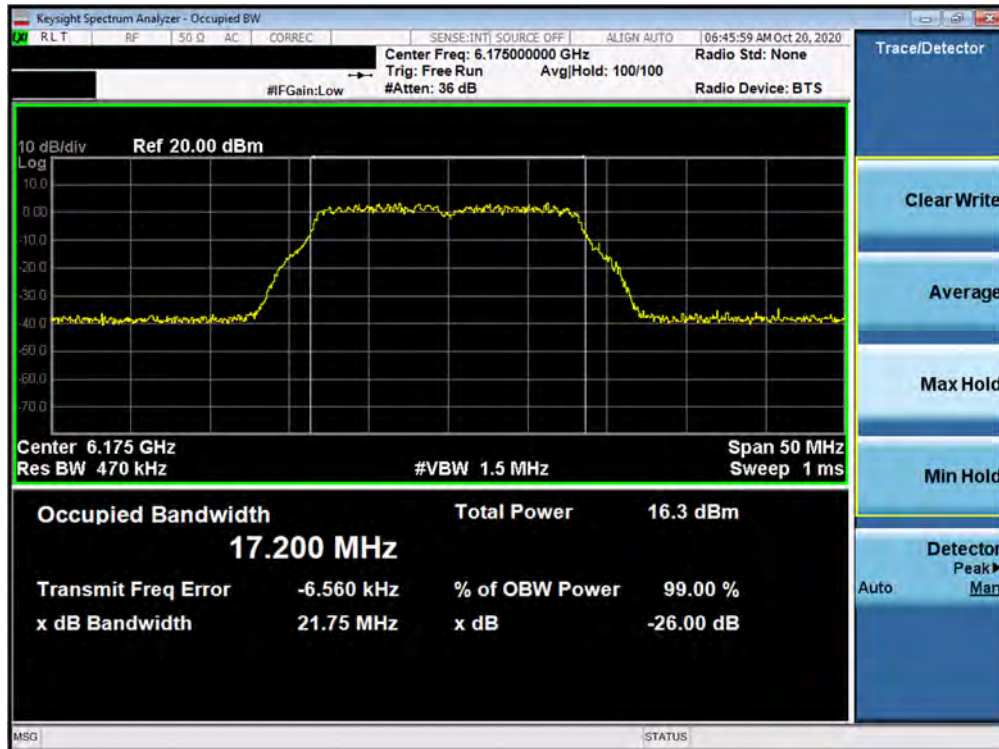 Keysight Spectrum Analyzer - Occupied BW
LXI RLT RF 50 Ω AC CORREC SENSE:INT SOURCE OFF ALIGN AUTO 06:45:59 AM Oct 20, 2020
Center Freq: 6.175000000 GHz Radio Std: None
Trig: Free Run Avg|Hold: 100/100
#IFGain:Low #Atten: 36 dB Radio Device: BTS
10 dB/div Ref 20.00 dBm
Log
10.0
0.00
-10.0
-20.0
-30.0
-40.0
-50.0
-60.0
-70.0
Center 6.175 GHz Span 50 MHz
Res BW 470 kHz #VBW 1.5 MHz Sweep 1 ms
Occupied Bandwidth Total Power 16.3 dBm
17.200 MHz
Transmit Freq Error -6.560 kHz % of OBW Power 99.00 %
x dB Bandwidth 21.75 MHz x dB -26.00 dB
MSG STATUS
Trace/Detector
Clear Write
Average
Max Hold
Min Hold
Detector
Peak▶
Auto Man